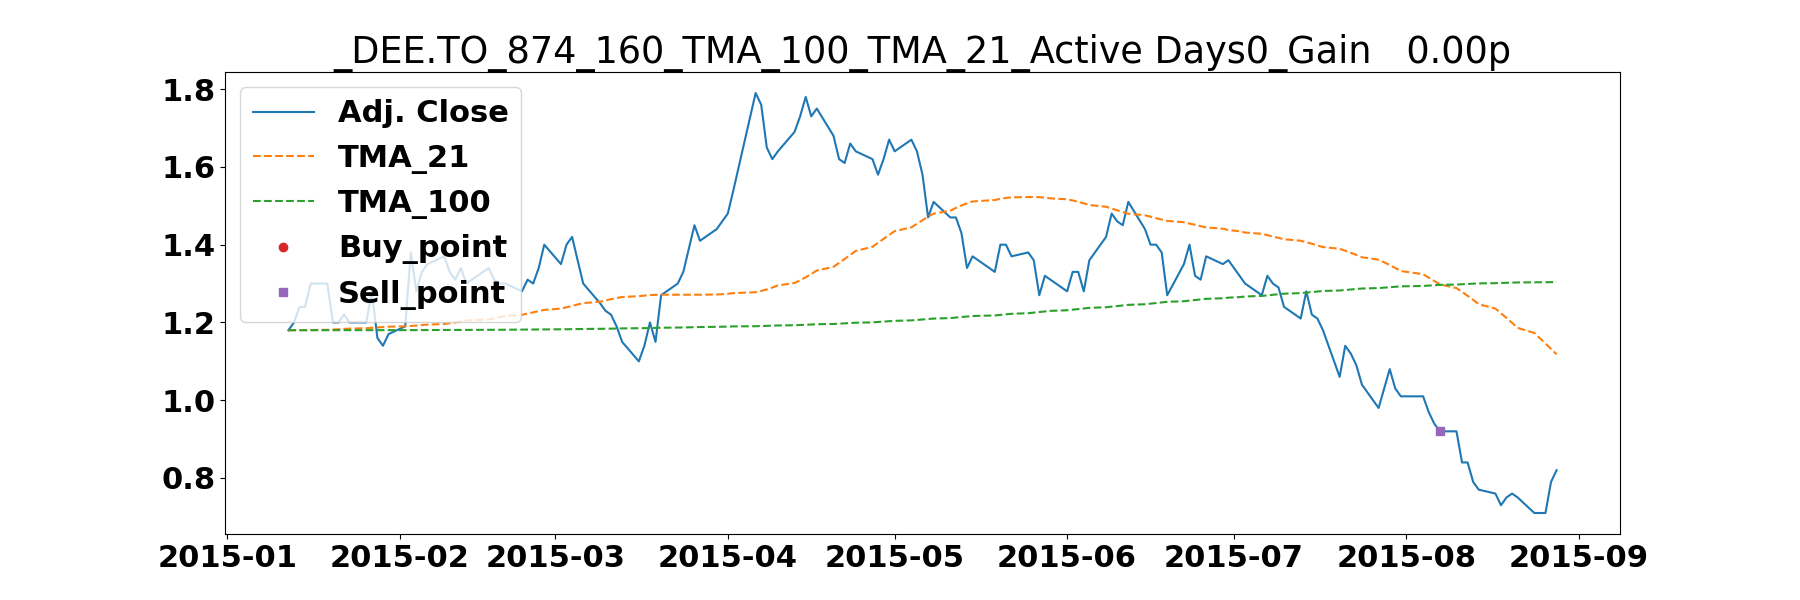 _DEE.TO_874_160_TMA_100_TMA_21_Active Days0_Gain   0.00p
1.8
1.6
1.4
1.2
1.0
0.8
Adj. Close
TMA_21
TMA_100
Buy_point
Sell_point
2015-01 2015-02 2015-03 2015-04 2015-05 2015-06 2015-07 2015-08 2015-09